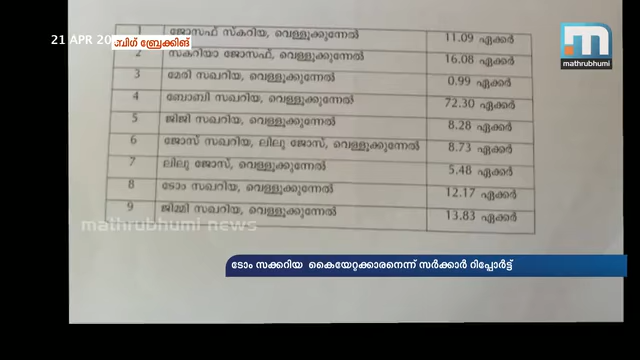 21 APR 20
ബിഗ് ബ്രേക്കിങ്
mathrubhumi
1 ജോസഫ് സ്കറിയ, വെള്ളൂക്കുന്നേൽ 11.09 ഏക്കർ
2 സ്കറിയാ ജോസഫ്, വെള്ളൂക്കുന്നേൽ 16.08 ഏക്കർ
3 മേരി സഖറിയ, വെള്ളൂക്കുന്നേൽ 0.99 ഏക്കർ
4 ബോബി സഖറിയ, വെള്ളൂക്കുന്നേൽ 72.30 ഏക്കർ
5 ജിജി സഖറിയ, വെള്ളൂക്കുന്നേൽ 8.28 ഏക്കർ
6 ജോസ് സഖറിയ, ലിലു ജോസ്, വെള്ളൂക്കുന്നേൽ 8.73 ഏക്കർ
7 ലിലു ജോസ്, വെള്ളൂക്കുന്നേൽ 5.48 ഏക്കർ
8 ടോം സഖറിയ, വെള്ളൂക്കുന്നേൽ 12.17 ഏക്കർ
9 ജിമ്മി സഖറിയ, വെള്ളൂക്കുന്നേൽ 13.83 ഏക്കർ
mathrubhumi news
ടോം സക്കറിയ കൈയേറ്റക്കാരനെന്ന് സർക്കാർ റിപ്പോർട്ട്